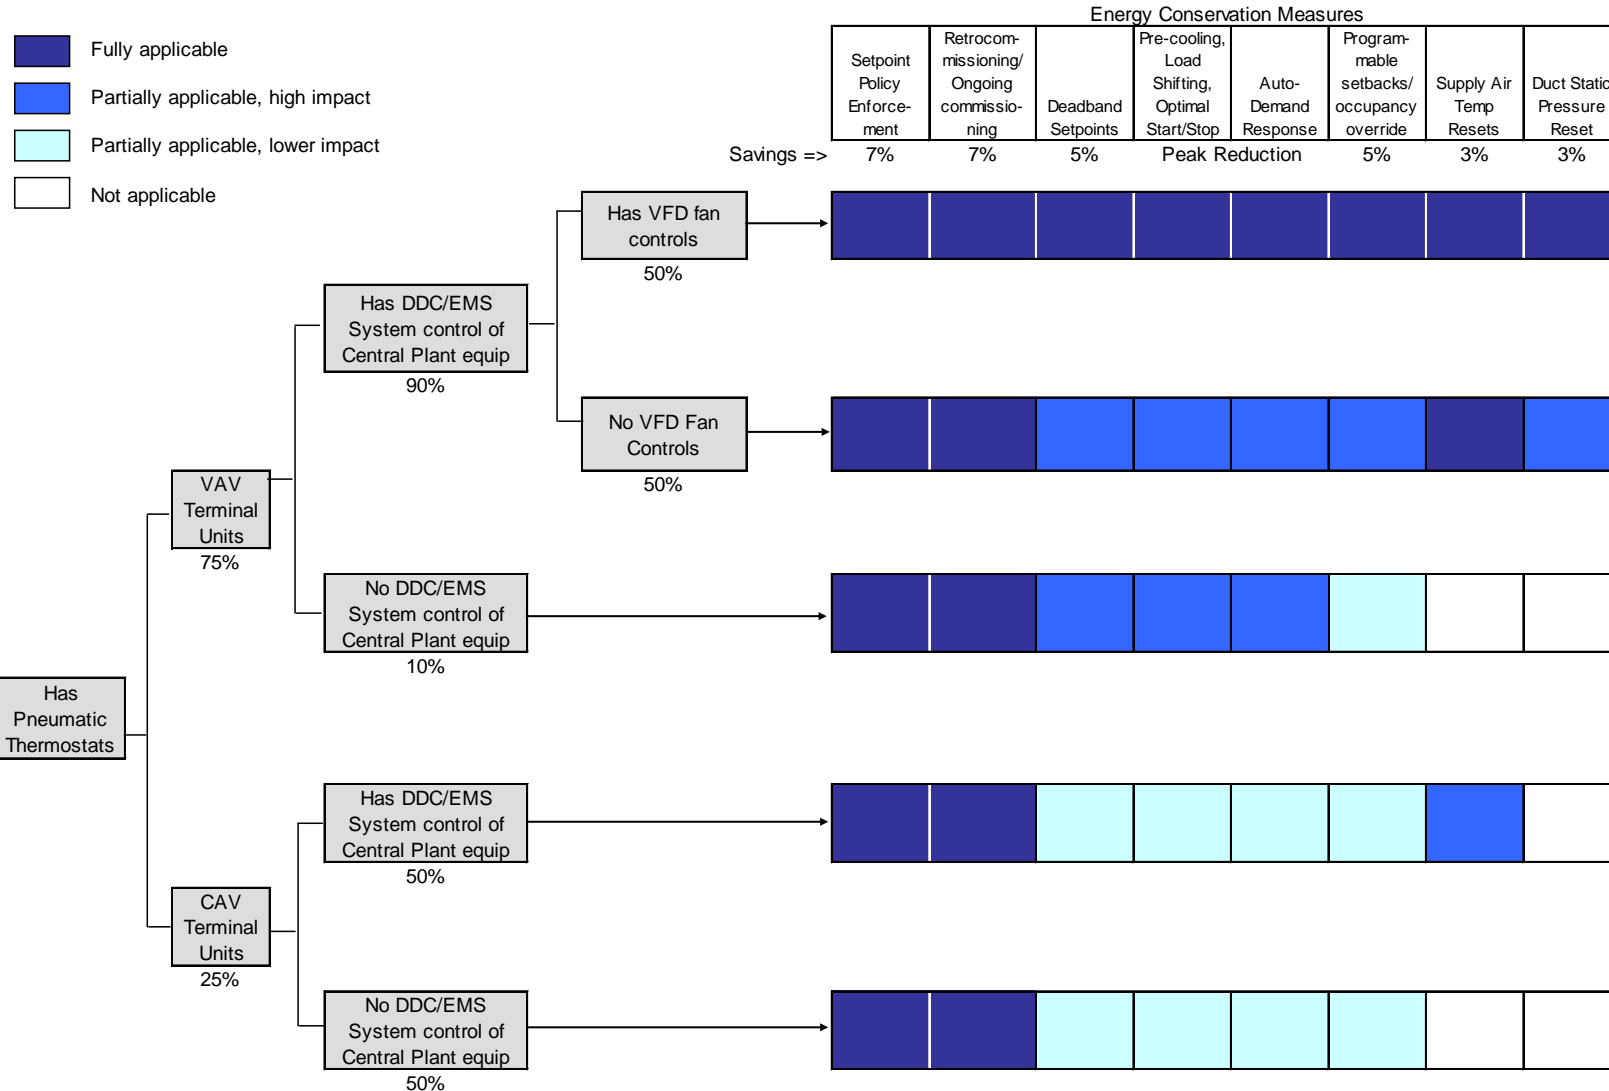 Energy Conservation Measures
Fully applicable
Partially applicable, high impact
Partially applicable, lower impact
Not applicable
Setpoint
Policy
Enforce-
ment
Retrocom-
missioning/
Ongoing
commissio-
ning
Deadband
Setpoints
Pre-cooling,
Load
Shifting,
Optimal
Start/Stop
Auto-
Demand
Response
Program-
mable
setbacks/
occupancy
override
Supply Air
Temp
Resets
Duct Static
Pressure
Reset
Savings => 7% 7% 5% Peak Reduction 5% 3% 3%
Has VFD fan
controls
50%
Has DDC/EMS
System control of
Central Plant equip
90%
No VFD Fan
Controls
50%
VAV
Terminal
Units
75%
No DDC/EMS
System control of
Central Plant equip
10%
Has
Pneumatic
Thermostats
Has DDC/EMS
System control of
Central Plant equip
50%
CAV
Terminal
Units
25%
No DDC/EMS
System control of
Central Plant equip
50%